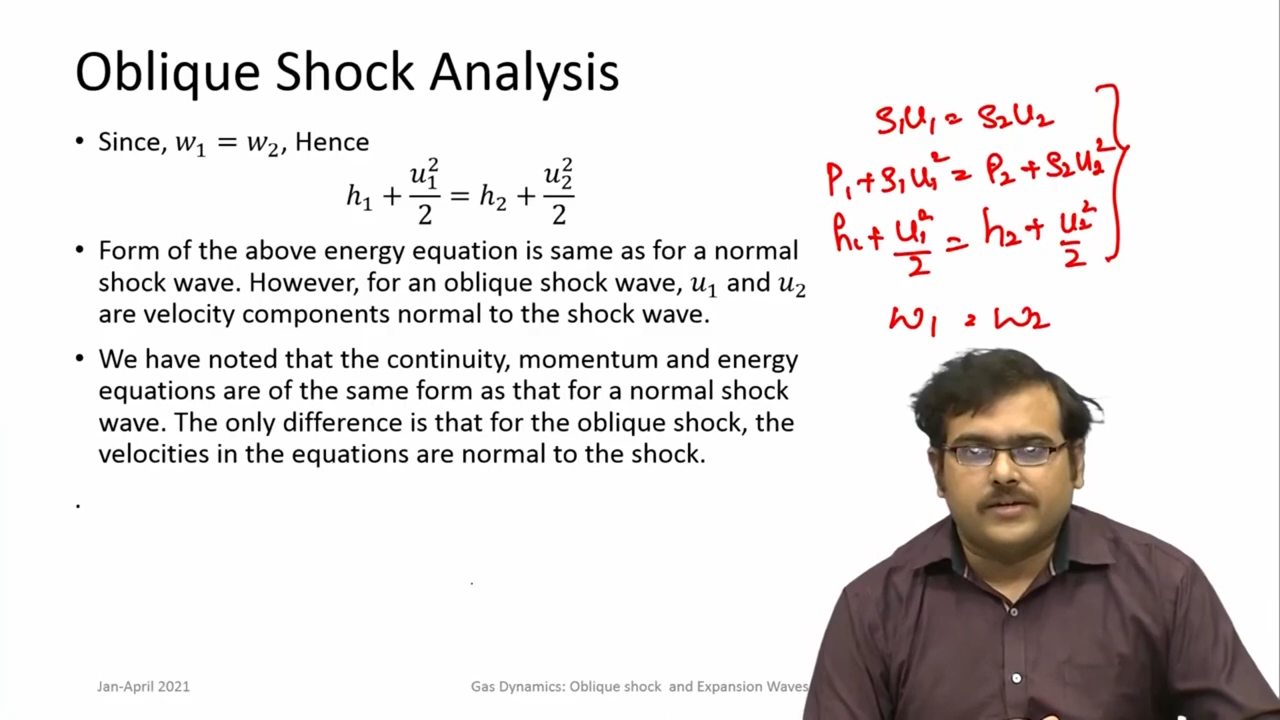 Oblique Shock Analysis
• Since, w₁ = w₂, Hence
h₁ + u₁²/2 = h₂ + u₂²/2
• Form of the above energy equation is same as for a normal
shock wave. However, for an oblique shock wave, u₁ and u₂
are velocity components normal to the shock wave.
• We have noted that the continuity, momentum and energy
equations are of the same form as that for a normal shock
wave. The only difference is that for the oblique shock, the
velocities in the equations are normal to the shock.
ρ₁u₁ = ρ₂u₂
P₁ + ρ₁u₁² = P₂ + ρ₂u₂²
h₁ + u₁²/2 = h₂ + u₂²/2
w₁ = w₂
Jan-April 2021
Gas Dynamics: Oblique shock and Expansion Waves